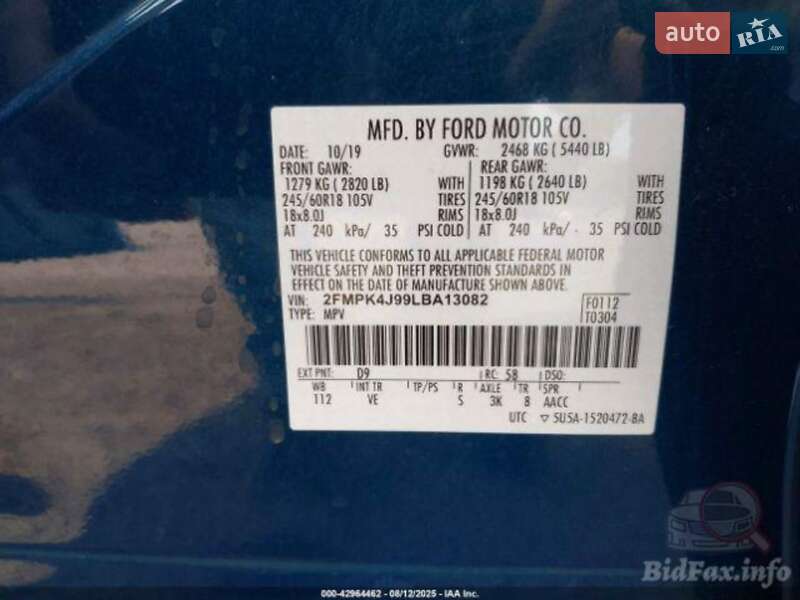 auto RIA
MFD. BY FORD MOTOR CO.
DATE: 10/19 GVWR: 2468 KG ( 5440 LB)
FRONT GAWR: REAR GAWR:
1279 KG ( 2820 LB) WITH 1198 KG ( 2640 LB) WITH
245/60R18 105V TIRES 245/60R18 105V TIRES
18x8.0J RIMS 18x8.0J RIMS
AT 240 kPa/ 35 PSI COLD AT 240 kPa/ 35 PSI COLD
THIS VEHICLE CONFORMS TO ALL APPLICABLE FEDERAL MOTOR
VEHICLE SAFETY AND THEFT PREVENTION STANDARDS IN
EFFECT ON THE DATE OF MANUFACTURE SHOWN ABOVE.
VIN: 2FMPK4J99LBA13082 F0112
TYPE: MPV T0304
EXT PNT: D9 RC: 58 DSO:
WB INT TR TP/PS R AXLE TR SPR
112 VE S 3K 8 AACC
UTC ▽ 5U5A-1520472-BA
BidFax.info
000-42964462 - 08/12/2025 - IAA Inc.